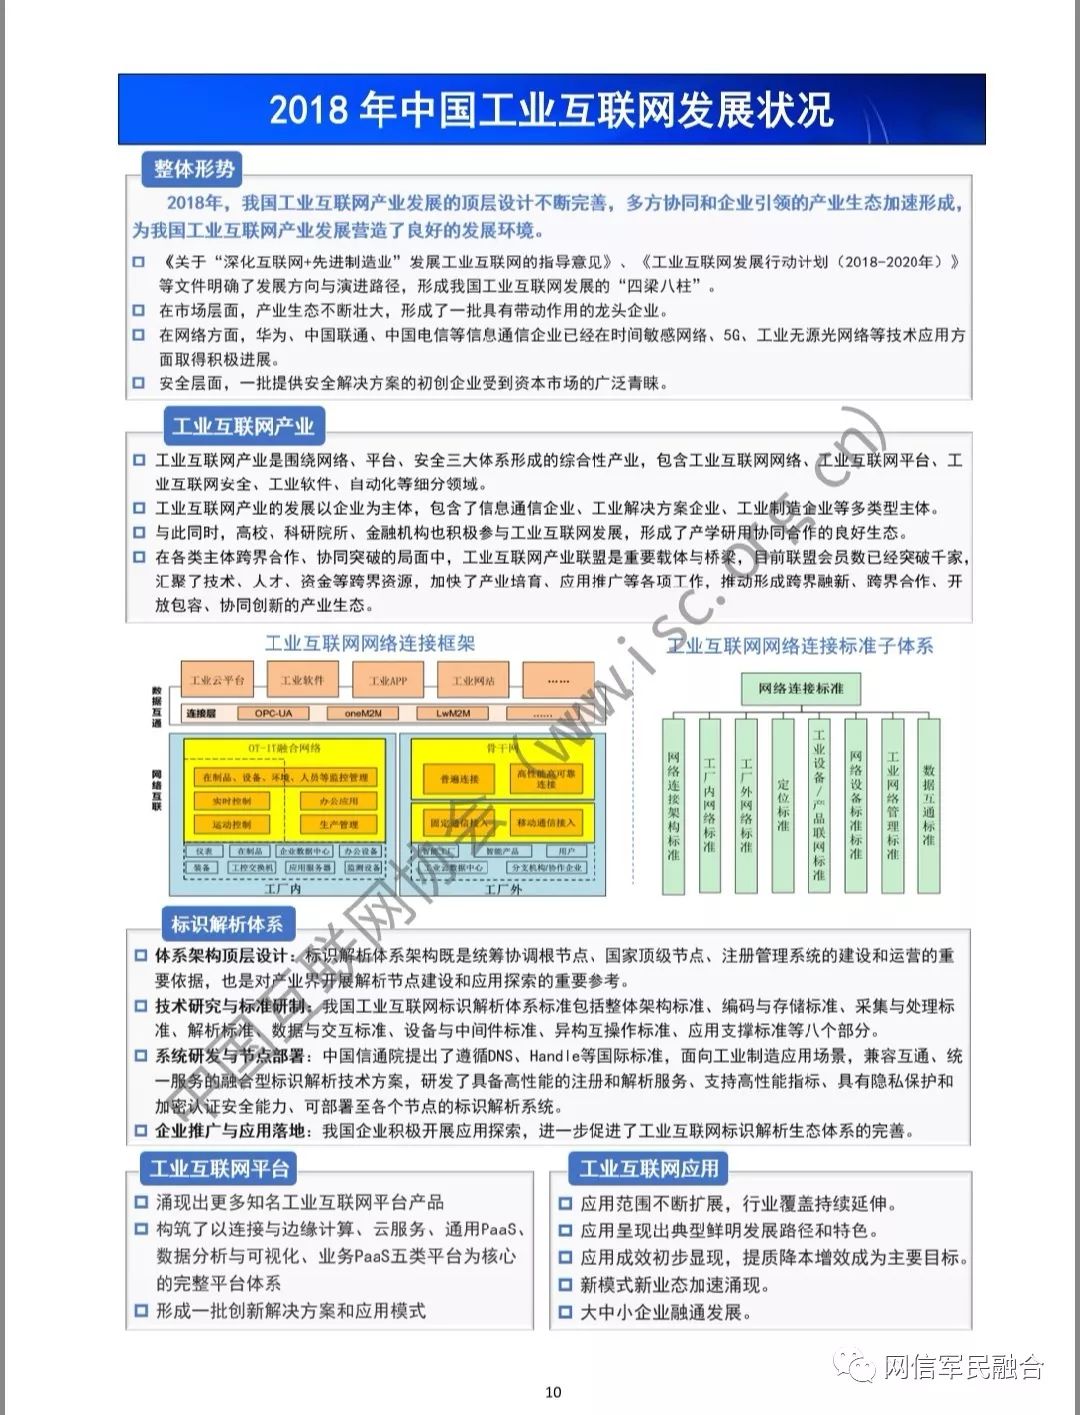 2018 年中国工业互联网发展状况
整体形势
2018年，我国工业互联网产业发展的顶层设计不断完善，多方协同和企业引领的产业生态加速形成，
为我国工业互联网产业发展营造了良好的发展环境。
《关于“深化互联网+先进制造业”发展工业互联网的指导意见》、《工业互联网发展行动计划（2018-2020年）》
等文件明确了发展方向与演进路径，形成我国工业互联网发展的“四梁八柱”。
在市场层面，产业生态不断壮大，形成了一批具有带动作用的龙头企业。
在网络方面，华为、中国联通、中国电信等信息通信企业已经在时间敏感网络、5G、工业无源光网络等技术应用方
面取得积极进展。
安全层面，一批提供安全解决方案的初创企业受到资本市场的广泛青睐。
工业互联网产业
工业互联网产业是围绕网络、平台、安全三大体系形成的综合性产业，包含工业互联网网络、工业互联网平台、工
业互联网安全、工业软件、自动化等细分领域。
工业互联网产业的发展以企业为主体，包含了信息通信企业、工业解决方案企业、工业制造企业等多类型主体。
与此同时，高校、科研院所、金融机构也积极参与工业互联网发展，形成了产学研用协同合作的良好生态。
在各类主体跨界合作、协同突破的局面中，工业互联网产业联盟是重要载体与桥梁，目前联盟会员数已经突破千家，
汇聚了技术、人才、资金等跨界资源，加快了产业培育、应用推广等各项工作，推动形成跨界融新、跨界合作、开
放包容、协同创新的产业生态。
工业互联网网络连接框架
数据互通
工业云平台 工业软件 工业APP 工业网站 ……
连接层 OPC-UA oneM2M LwM2M ……
网络互联
OT-IT融合网络
在制品、设备、环境、人员等监控管理
实时控制 办公应用
运动控制 生产管理
仪表 在制品 企业数据中心 办公设备
装备 工控交换机 应用服务器 监测设备
工厂内
骨干网
普遍连接 高性能高可靠连接
固定通信接入 移动通信接入
智能工厂 智能产品 用户
工业云数据中心 分支机构/协作企业
工厂外
工业互联网网络连接标准子体系
网络连接标准
网络连接架构标准
工厂内网络标准
工厂外网络标准
定位标准
工业设备/产品联网标准
网络设备标准
工业网络管理标准
数据互通标准
标识解析体系
体系架构顶层设计：标识解析体系架构既是统筹协调根节点、国家顶级节点、注册管理系统的建设和运营的重
要依据，也是对产业界开展解析节点建设和应用探索的重要参考。
技术研究与标准研制：我国工业互联网标识解析体系标准包括整体架构标准、编码与存储标准、采集与处理标
准、解析标准、数据与交互标准、设备与中间件标准、异构互操作标准、应用支撑标准等八个部分。
系统研发与节点部署：中国信通院提出了遵循DNS、Handle等国际标准，面向工业制造应用场景，兼容互通、统
一服务的融合型标识解析技术方案，研发了具备高性能的注册和解析服务、支持高性能指标、具有隐私保护和
加密认证安全能力、可部署至各个节点的标识解析系统。
企业推广与应用落地：我国企业积极开展应用探索，进一步促进了工业互联网标识解析生态体系的完善。
工业互联网平台
涌现出更多知名工业互联网平台产品
构筑了以连接与边缘计算、云服务、通用PaaS、
数据分析与可视化、业务PaaS五类平台为核心
的完整平台体系
形成一批创新解决方案和应用模式
工业互联网应用
应用范围不断扩展，行业覆盖持续延伸。
应用呈现出典型鲜明发展路径和特色。
应用成效初步显现，提质降本增效成为主要目标。
新模式新业态加速涌现。
大中小企业融通发展。
中国互联网协会（www.isc.org.cn）
网信军民融合
10